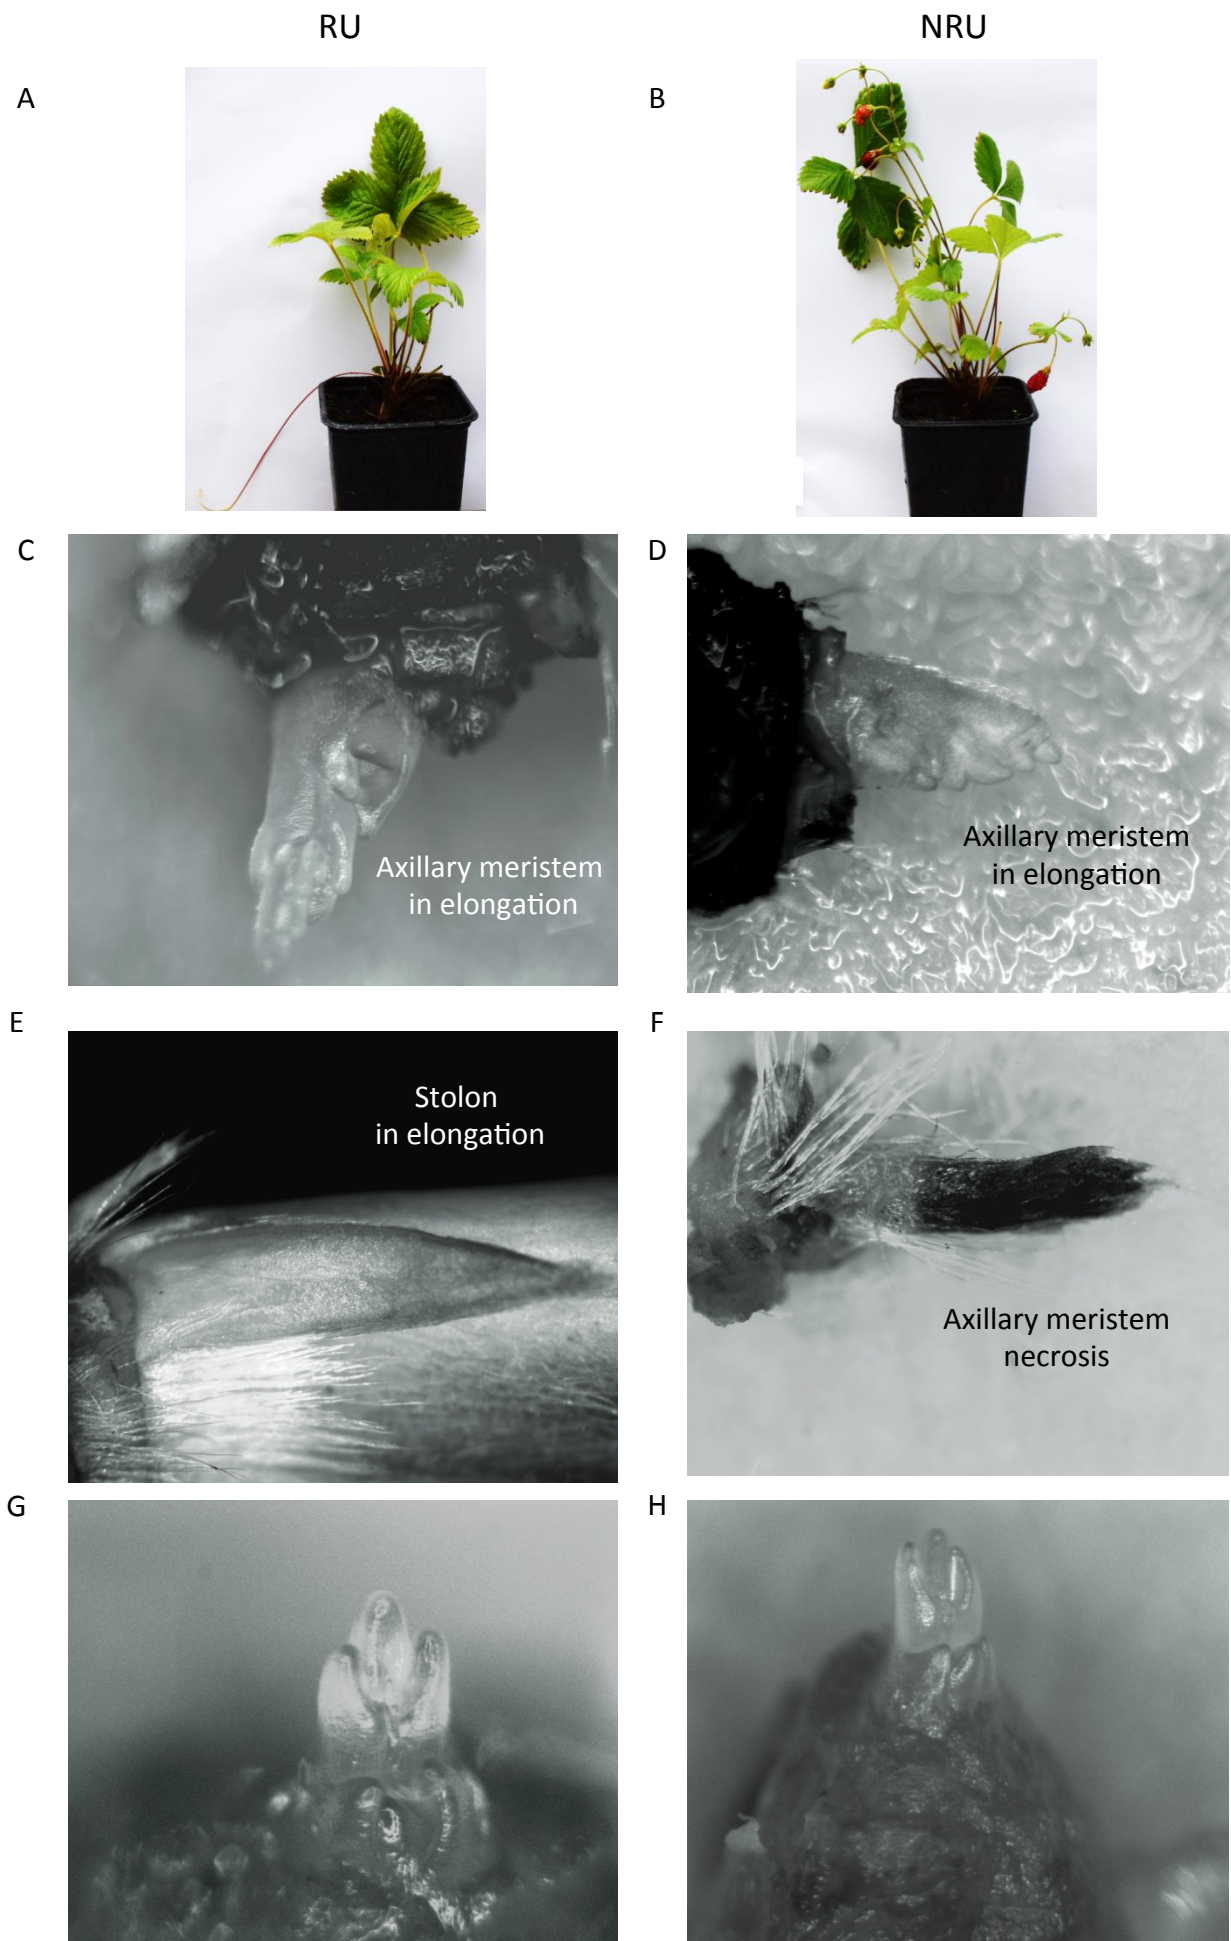 RU
NRU
A
B
C
D
Axillary meristem
in elongation
Axillary meristem
in elongation
E
F
Stolon
in elongation
Axillary meristem
necrosis
G
H